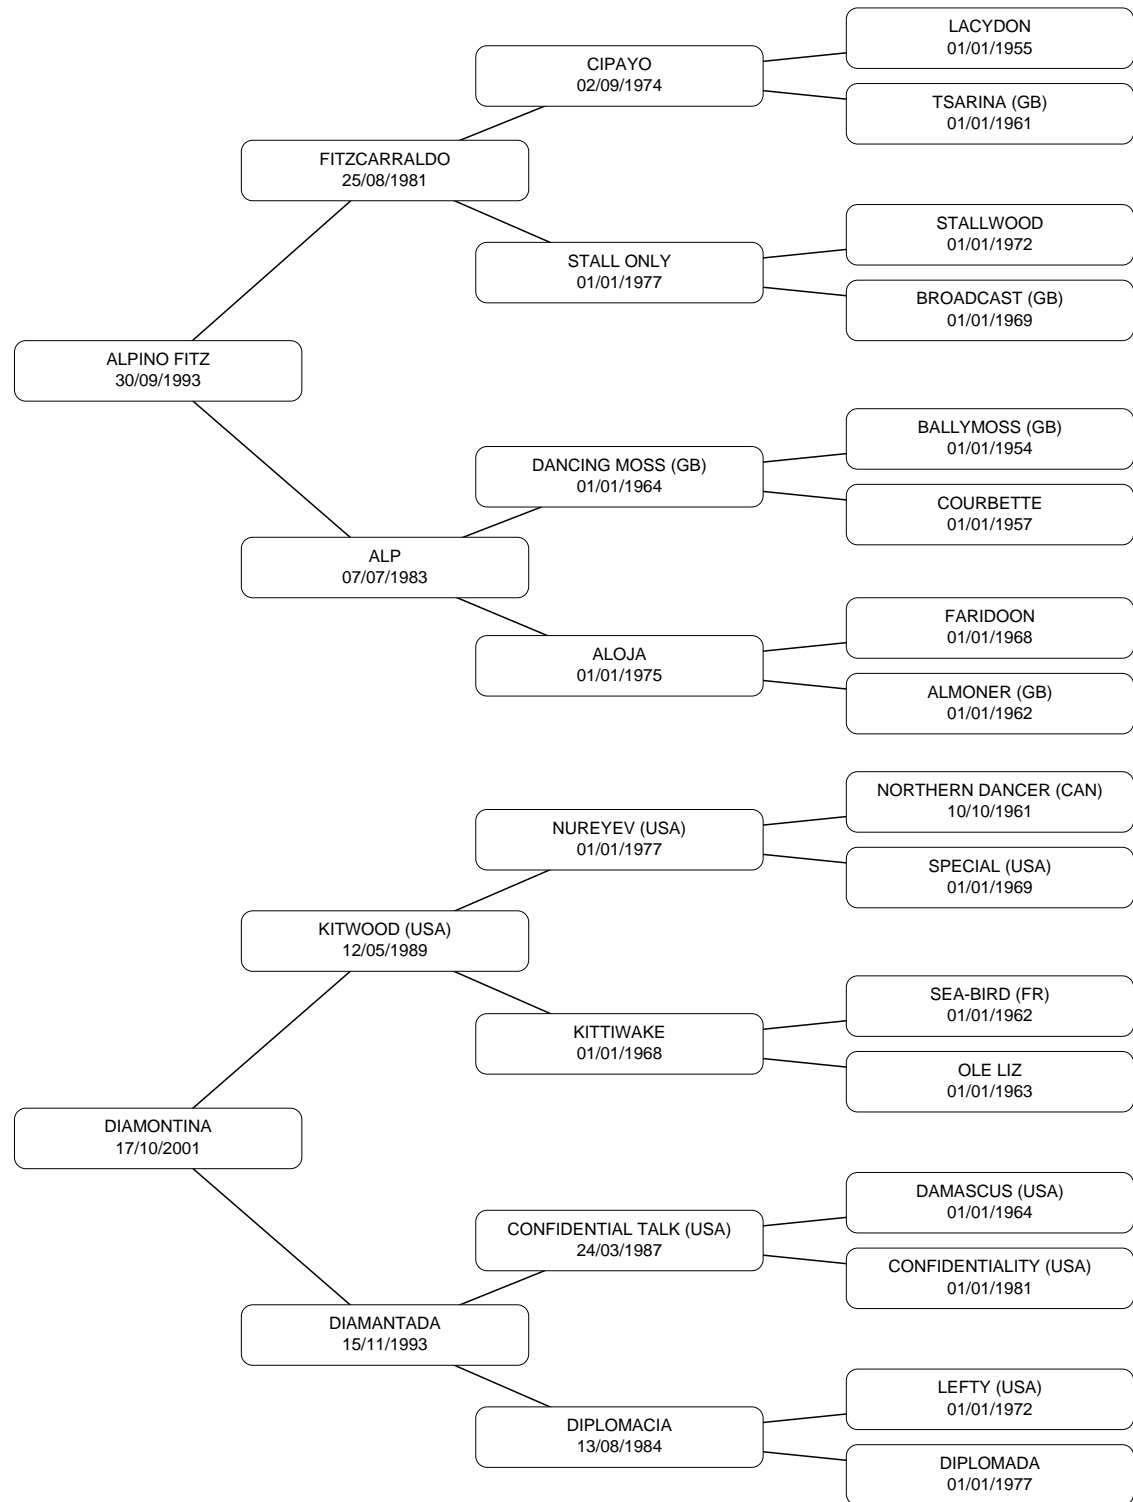 LACYDON
01/01/1955
CIPAYO
02/09/1974
TSARINA (GB)
01/01/1961
FITZCARRALDO
25/08/1981
STALLWOOD
01/01/1972
STALL ONLY
01/01/1977
BROADCAST (GB)
01/01/1969
ALPINO FITZ
30/09/1993
BALLYMOSS (GB)
01/01/1954
DANCING MOSS (GB)
01/01/1964
COURBETTE
01/01/1957
ALP
07/07/1983
FARIDOON
01/01/1968
ALOJA
01/01/1975
ALMONER (GB)
01/01/1962
NORTHERN DANCER (CAN)
10/10/1961
NUREYEV (USA)
01/01/1977
SPECIAL (USA)
01/01/1969
KITWOOD (USA)
12/05/1989
SEA-BIRD (FR)
01/01/1962
KITTIWAKE
01/01/1968
OLE LIZ
01/01/1963
DIAMONTINA
17/10/2001
DAMASCUS (USA)
01/01/1964
CONFIDENTIAL TALK (USA)
24/03/1987
CONFIDENTIALITY (USA)
01/01/1981
DIAMANTADA
15/11/1993
LEFTY (USA)
01/01/1972
DIPLOMACIA
13/08/1984
DIPLOMADA
01/01/1977